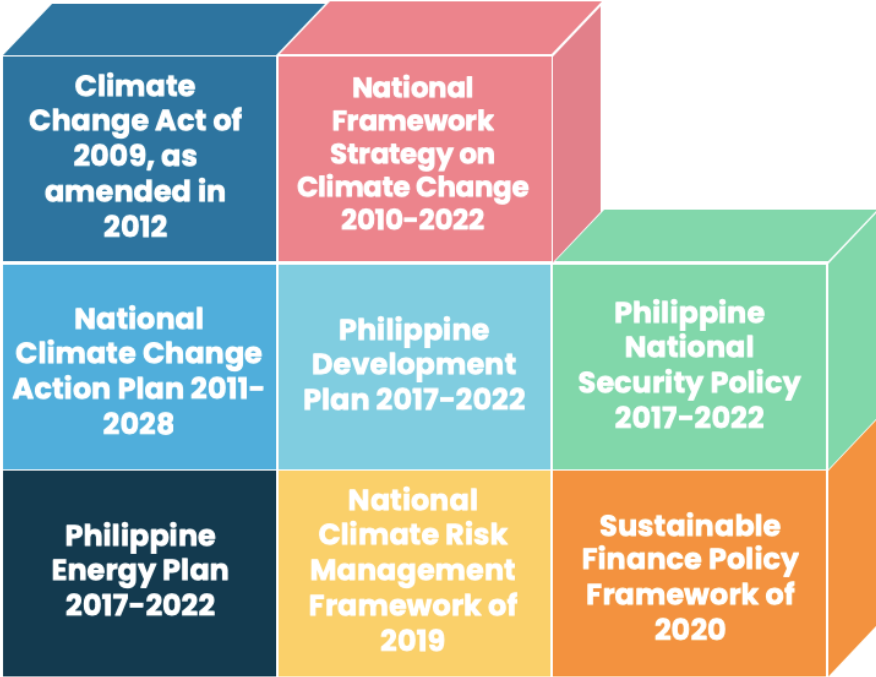 Climate
Change Act of
2009, as
amended in
2012
National
Framework
Strategy on
Climate Change
2010-2022
National
Climate Change
Action Plan 2011-
2028
Philippine
Development
Plan 2017-2022
Philippine
National
Security Policy
2017-2022
Philippine
Energy Plan
2017-2022
National
Climate Risk
Management
Framework of
2019
Sustainable
Finance Policy
Framework of
2020